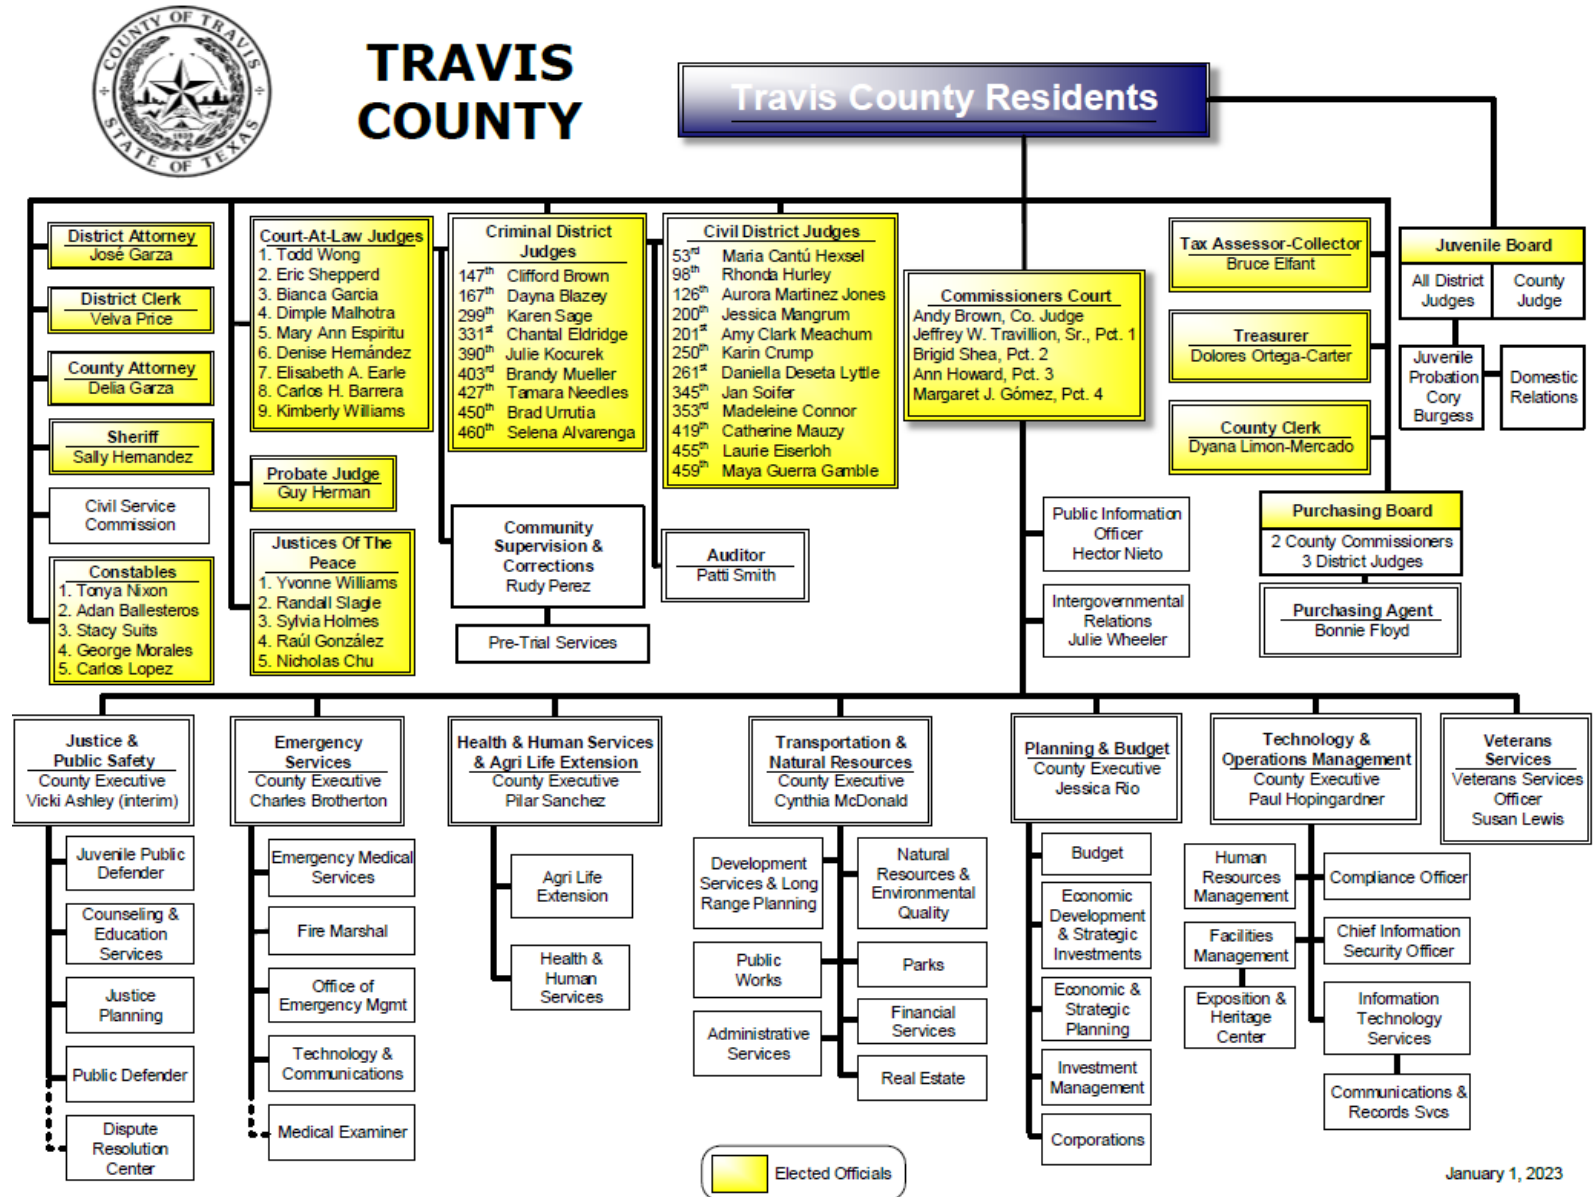 COUNTY OF TRAVIS
STATE OF TEXAS
1839
TRAVIS
COUNTY
Travis County Residents
District Attorney
José Garza
District Clerk
Velva Price
County Attorney
Delia Garza
Sheriff
Sally Hernandez
Civil Service
Commission
Constables
1. Tonya Nixon
2. Adan Ballesteros
3. Stacy Suits
4. George Morales
5. Carlos Lopez
Court-At-Law Judges
1. Todd Wong
2. Eric Shepperd
3. Bianca Garcia
4. Dimple Malhotra
5. Mary Ann Espiritu
6. Denise Hernández
7. Elisabeth A. Earle
8. Carlos H. Barrera
9. Kimberly Williams
Probate Judge
Guy Herman
Justices Of The
Peace
1. Yvonne Williams
2. Randall Slagle
3. Sylvia Holmes
4. Raúl González
5. Nicholas Chu
Criminal District
Judges
147th Clifford Brown
167th Dayna Blazey
299th Karen Sage
331st Chantal Eldridge
390th Julie Kocurek
403rd Brandy Mueller
427th Tamara Needles
450th Brad Urrutia
460th Selena Alvarenga
Community
Supervision &
Corrections
Rudy Perez
Pre-Trial Services
Civil District Judges
53rd Maria Cantú Hexsel
98th Rhonda Hurley
126th Aurora Martinez Jones
200th Jessica Mangrum
201st Amy Clark Meachum
250th Karin Crump
261st Daniella Deseta Lyttle
345th Jan Soifer
353rd Madeleine Connor
419th Catherine Mauzy
455th Laurie Eiserloh
459th Maya Guerra Gamble
Auditor
Patti Smith
Commissioners Court
Andy Brown, Co. Judge
Jeffrey W. Travillion, Sr., Pct. 1
Brigid Shea, Pct. 2
Ann Howard, Pct. 3
Margaret J. Gómez, Pct. 4
Public Information
Officer
Hector Nieto
Intergovernmental
Relations
Julie Wheeler
Tax Assessor-Collector
Bruce Elfant
Treasurer
Dolores Ortega-Carter
County Clerk
Dyana Limon-Mercado
Purchasing Board
2 County Commissioners
3 District Judges
Purchasing Agent
Bonnie Floyd
Juvenile Board
All District
Judges
County
Judge
Juvenile
Probation
Cory
Burgess
Domestic
Relations
Justice &
Public Safety
County Executive
Vicki Ashley (interim)
Juvenile Public
Defender
Counseling &
Education
Services
Justice
Planning
Public Defender
Dispute
Resolution
Center
Emergency
Services
County Executive
Charles Brotherton
Emergency Medical
Services
Fire Marshal
Office of
Emergency Mgmt
Technology &
Communications
Medical Examiner
Health & Human Services
& Agri Life Extension
County Executive
Pilar Sanchez
Agri Life
Extension
Health &
Human
Services
Transportation &
Natural Resources
County Executive
Cynthia McDonald
Development
Services & Long
Range Planning
Natural
Resources &
Environmental
Quality
Public
Works
Parks
Administrative
Services
Financial
Services
Real Estate
Planning & Budget
County Executive
Jessica Rio
Budget
Economic
Development
& Strategic
Investments
Economic &
Strategic
Planning
Investment
Management
Corporations
Technology &
Operations Management
County Executive
Paul Hopingardner
Human
Resources
Management
Compliance Officer
Facilities
Management
Chief Information
Security Officer
Exposition &
Heritage
Center
Information
Technology
Services
Communications &
Records Svcs
Veterans
Services
Veterans Services
Officer
Susan Lewis
Elected Officials
January 1, 2023